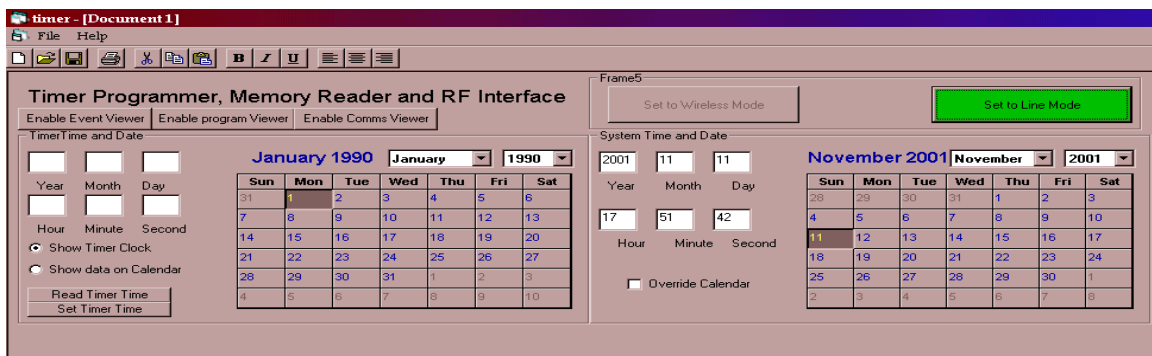 timer - [Document1]
File Help
B I U
Timer Programmer, Memory Reader and RF Interface
Enable Event Viewer Enable program Viewer Enable Comms Viewer
Frame5
Set to Wireless Mode Set to Line Mode
TimerTime and Date
January 1990 January 1990
Year Month Day
Hour Minute Second
Show Timer Clock
Show data on Calendar
Read Timer Time
Set Timer Time
Sun Mon Tue Wed Thu Fri Sat
31 1 2 3 4 5 6
7 8 9 10 11 12 13
14 15 16 17 18 19 20
21 22 23 24 25 26 27
28 29 30 31 1 2 3
4 5 6 7 8 9 10
System Time and Date
2001 11 11
Year Month Day
17 51 42
Hour Minute Second
Override Calendar
November 2001 November 2001
Sun Mon Tue Wed Thu Fri Sat
28 29 30 31 1 2 3
4 5 6 7 8 9 10
11 12 13 14 15 16 17
18 19 20 21 22 23 24
25 26 27 28 29 30 1
2 3 4 5 6 7 8